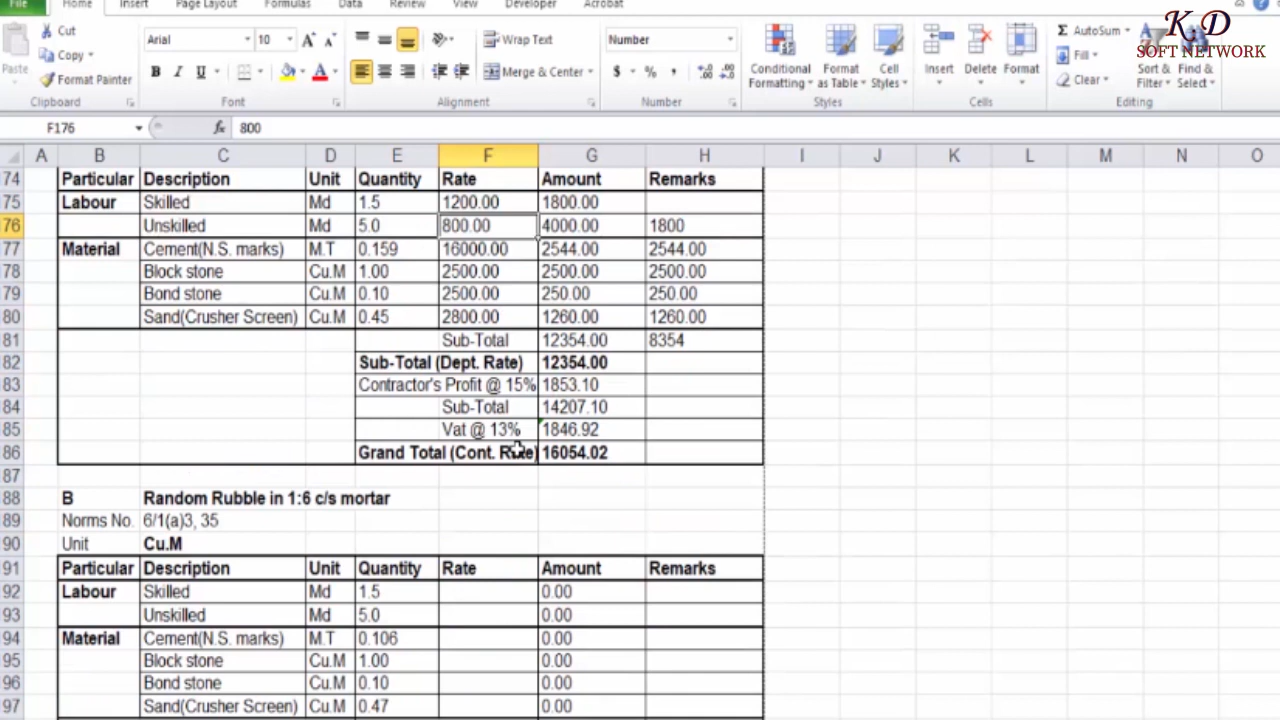 File Home Insert Page Layout Formulas Data Review View Developer Acrobat
K.D
SOFT NETWORK
Paste Cut Copy Format Painter
Arial 10 A A B I U A
Wrap Text Merge & Center
Number $ % ,
Conditional Formatting Format as Table Cell Styles
Insert Delete Format
Σ AutoSum Fill Clear Sort & Filter Find & Select
Clipboard Font Alignment Number Styles Cells Editing
F176 fx 800
A B C D E F G H I J K L M N O
74 Particular Description Unit Quantity Rate Amount Remarks
75 Labour Skilled Md 1.5 1200.00 1800.00
76 Unskilled Md 5.0 800.00 4000.00 1800
77 Material Cement(N.S. marks) M.T 0.159 16000.00 2544.00 2544.00
78 Block stone Cu.M 1.00 2500.00 2500.00 2500.00
79 Bond stone Cu.M 0.10 2500.00 250.00 250.00
80 Sand(Crusher Screen) Cu.M 0.45 2800.00 1260.00 1260.00
81 Sub-Total 12354.00 8354
82 Sub-Total (Dept. Rate) 12354.00
83 Contractor's Profit @ 15% 1853.10
84 Sub-Total 14207.10
85 Vat @ 13% 1846.92
86 Grand Total (Cont. Rate) 16054.02
87
88 B Random Rubble in 1:6 c/s mortar
89 Norms No. 6/1(a)3, 35
90 Unit Cu.M
91 Particular Description Unit Quantity Rate Amount Remarks
92 Labour Skilled Md 1.5 0.00
93 Unskilled Md 5.0 0.00
94 Material Cement(N.S. marks) M.T 0.106 0.00
95 Block stone Cu.M 1.00 0.00
96 Bond stone Cu.M 0.10 0.00
97 Sand(Crusher Screen) Cu.M 0.47 0.00